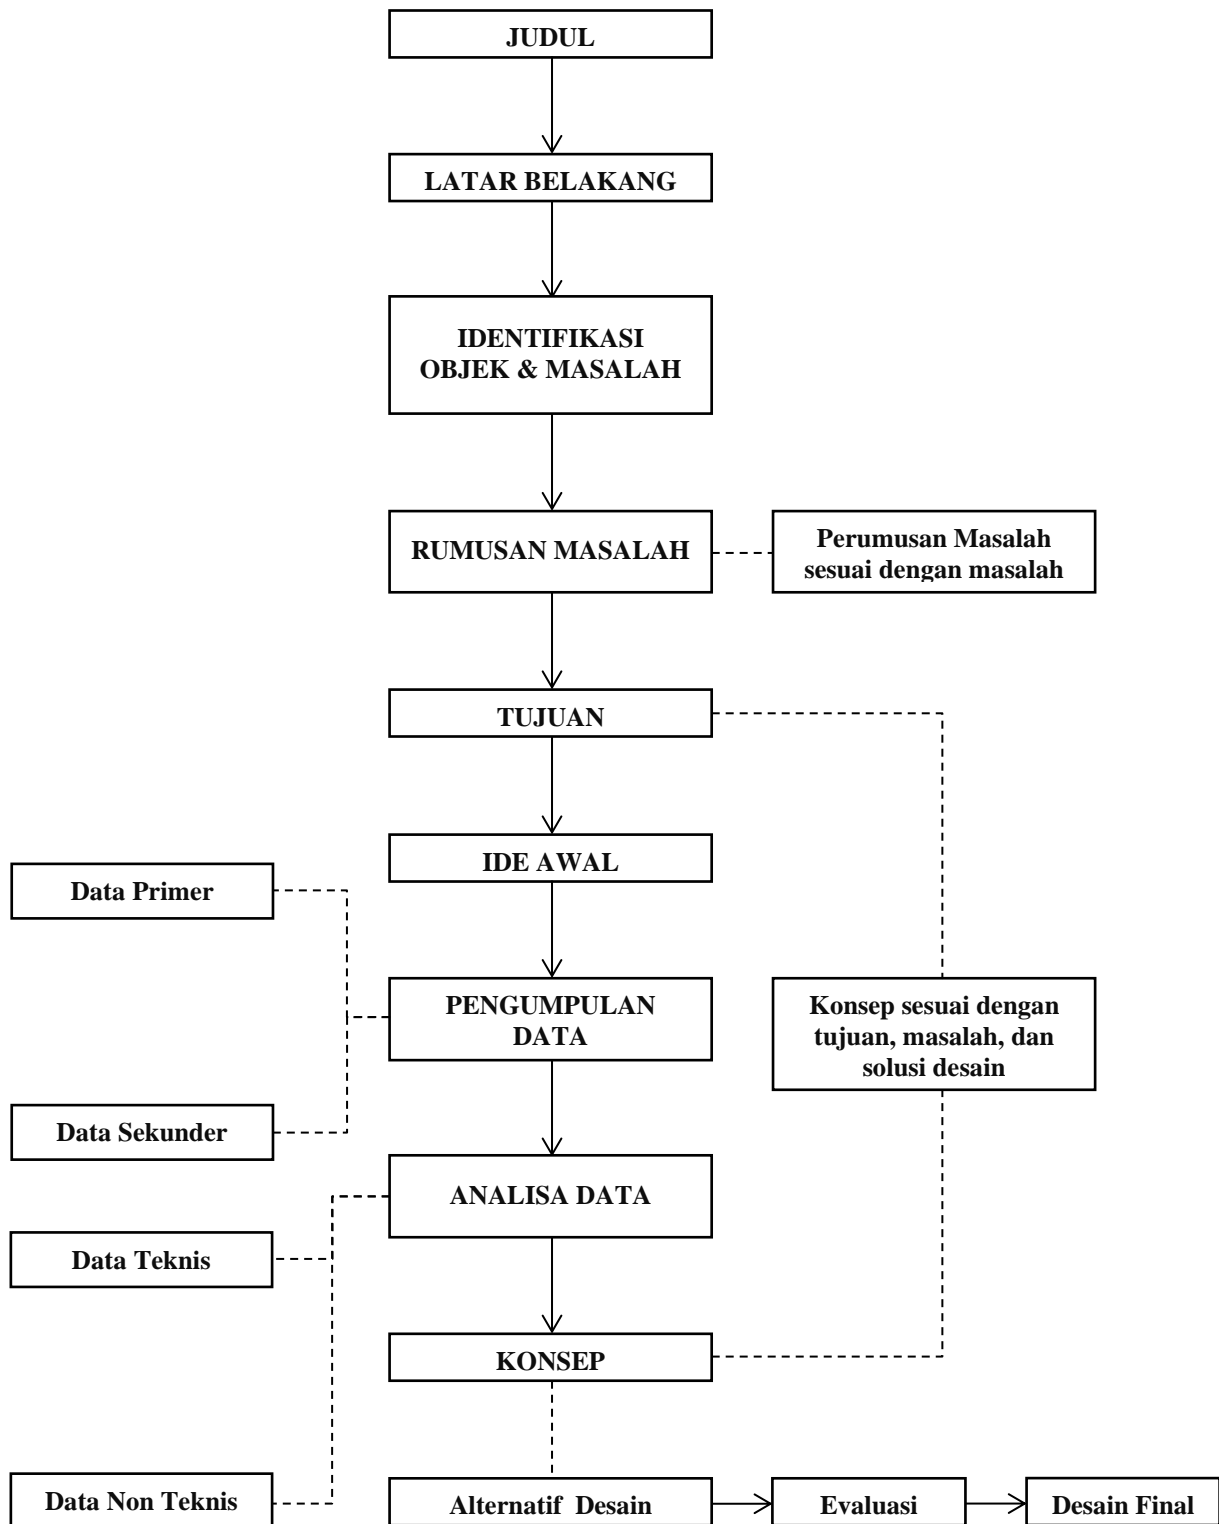 JUDUL
LATAR BELAKANG
IDENTIFIKASI
OBJEK & MASALAH
RUMUSAN MASALAH
Perumusan Masalah
sesuai dengan masalah
TUJUAN
IDE AWAL
Data Primer
PENGUMPULAN
DATA
Konsep sesuai dengan
tujuan, masalah, dan
solusi desain
Data Sekunder
ANALISA DATA
Data Teknis
KONSEP
Data Non Teknis
Alternatif Desain
Evaluasi
Desain Final